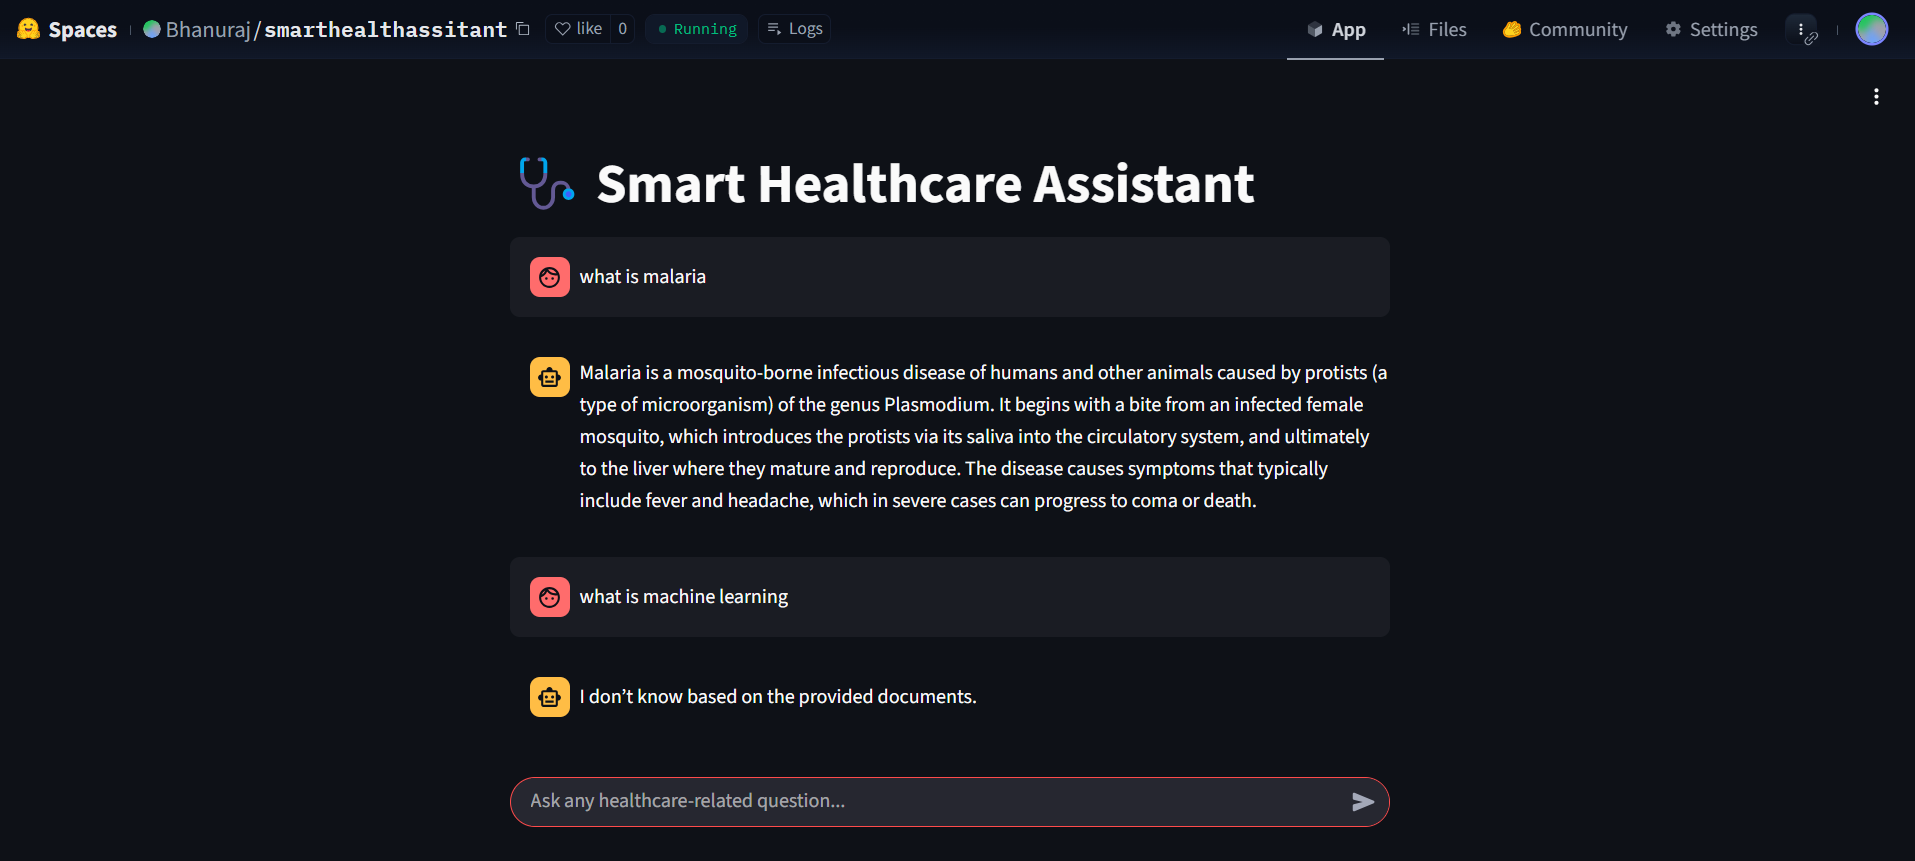 Spaces Bhanuraj/smarthealthassitant like 0 Running Logs App Files Community Settings
Smart Healthcare Assistant
what is malaria
Malaria is a mosquito-borne infectious disease of humans and other animals caused by protists (a
type of microorganism) of the genus Plasmodium. It begins with a bite from an infected female
mosquito, which introduces the protists via its saliva into the circulatory system, and ultimately
to the liver where they mature and reproduce. The disease causes symptoms that typically
include fever and headache, which in severe cases can progress to coma or death.
what is machine learning
I don’t know based on the provided documents.
Ask any healthcare-related question...